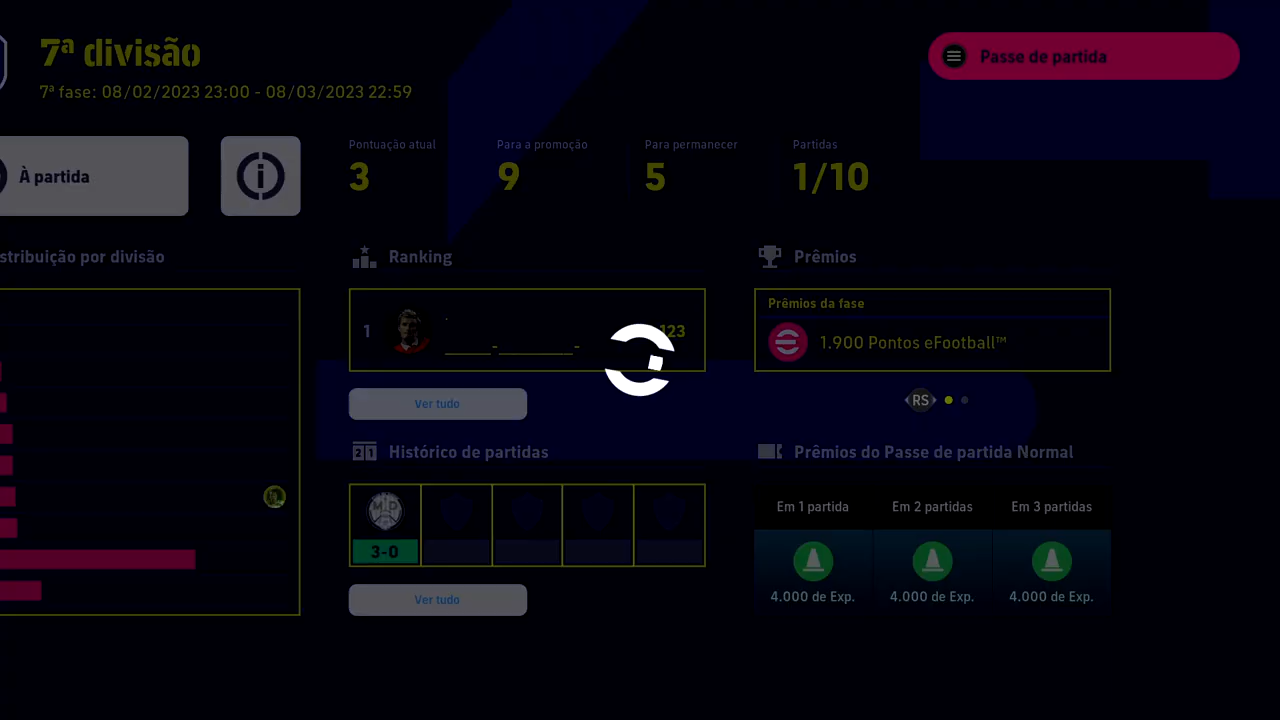 7ª divisão
7ª fase: 08/02/2023 23:00 - 08/03/2023 22:59
Passe de partida
À partida
Pontuação atual
Para a promoção
Para permanecer
Partidas
3
9
5
1/10
stribuição por divisão
Ranking
Prêmios
1
123
Prêmios da fase
1.900 Pontos eFootball™
Ver tudo
RS
Histórico de partidas
Prêmios do Passe de partida Normal
3-0
Em 1 partida
Em 2 partidas
Em 3 partidas
4.000 de Exp.
4.000 de Exp.
4.000 de Exp.
Ver tudo